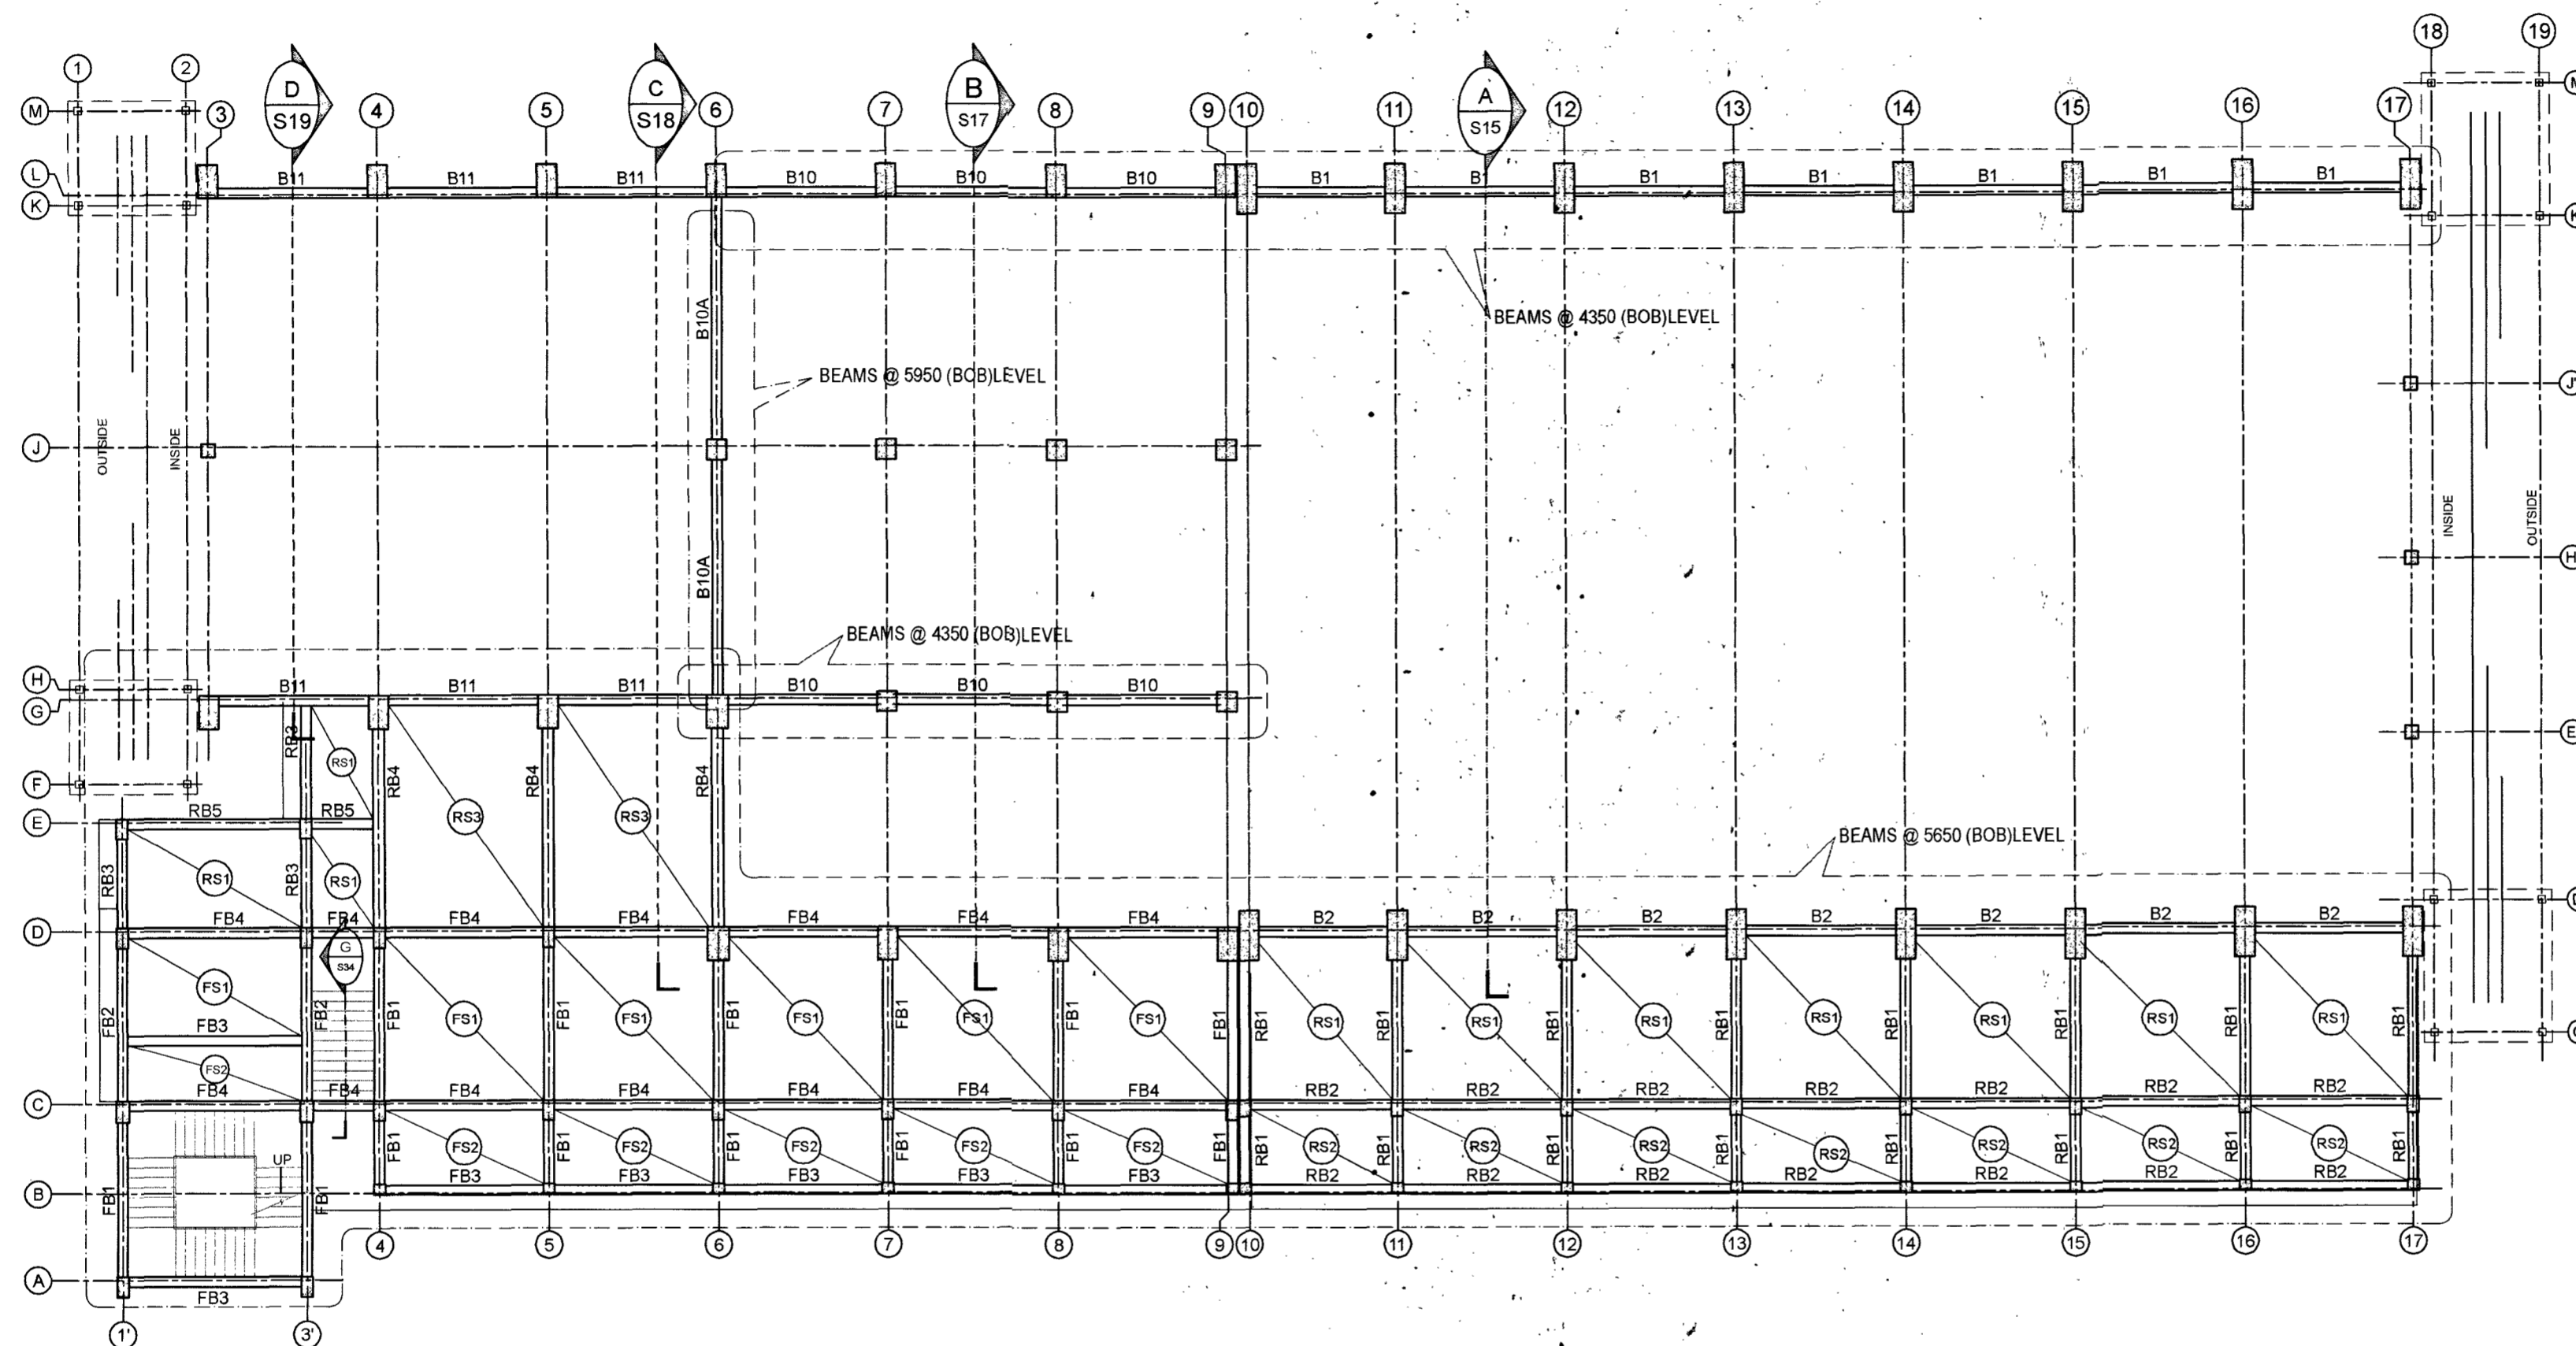 18 19
1 2 D C B A
S19 S18 S17 S15
M 3 4 5 6 7 8 9 10 11 12 13 14 15 16 17
L B11 B11 B11 B10 B10 B10 B1 B1 B1 B1 B1 B1 B1
K
B10A
BEAMS @ 4350 (BOB)LEVEL
BEAMS @ 5950 (BOB)LEVEL
J
OUTSIDE INSIDE
INSIDE OUTSIDE
B10A
BEAMS @ 4350 (BOB)LEVEL
H B11 B11 B11 B10 B10 B10
G
RB3 RS1 RB4 RB4 RB4
F
RB5 RB5 RS3 RS3
E
BEAMS @ 5650 (BOB)LEVEL
RB3 RS1 RB3 RS1
D FB4 FB4 FB4 FB4 FB4 FB4 FB4 B2 B2 B2 B2 B2 B2 B2
G
S34
FS1
FB2 FB3 FB2 FB1 FS1 FB1 FS1 FB1 FS1 FB1 FS1 FB1 FS1 FB1 RB1 RS1 RB1 RS1 RB1 RS1 RB1 RS1 RB1 RS1 RB1 RS1 RB1 RS1 RB1
FS2
C FB4 FB4 FB4 FB4 FB4 FB4 FB4 RB2 RB2 RB2 RB2 RB2 RB2 RB2
FB1 FS2 FB1 FS2 FB1 FS2 FB1 FS2 FB1 FS2 FB1 RB1 RS2 RB1 RS2 RB1 RS2 RB1 RS2 RB1 RS2 RB1 RS2 RB1 RS2 RB1
UP
FB3 FB3 FB3 FB3 FB3 RB2 RB2 RB2 RB2 RB2 RB2 RB2
B FB1 FB1
4 5 6 7 8 9 10 11 12 13 14 15 16 17
A
FB3
1' 3'